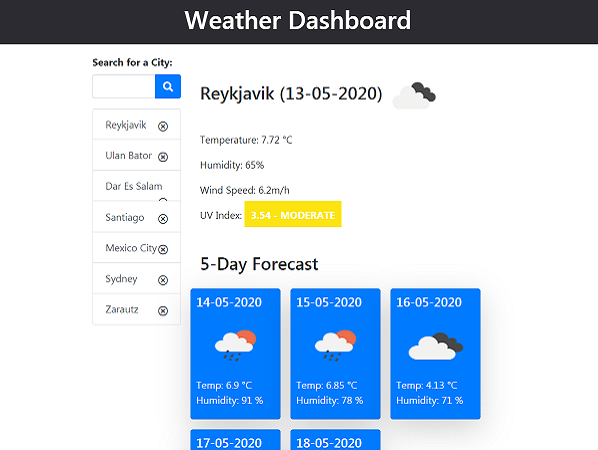 Weather Dashboard
Search for a City:
Reykjavik
Ulan Bator
Dar Es Salam
Santiago
Mexico City
Sydney
Zarautz
Reykjavik (13-05-2020)
Temperature: 7.72 °C
Humidity: 65%
Wind Speed: 6.2m/h
UV Index: 3.54 - MODERATE
5-Day Forecast
14-05-2020
Temp: 6.9 °C
Humidity: 91 %
15-05-2020
Temp: 6.85 °C
Humidity: 78 %
16-05-2020
Temp: 4.13 °C
Humidity: 71 %
17-05-2020
18-05-2020